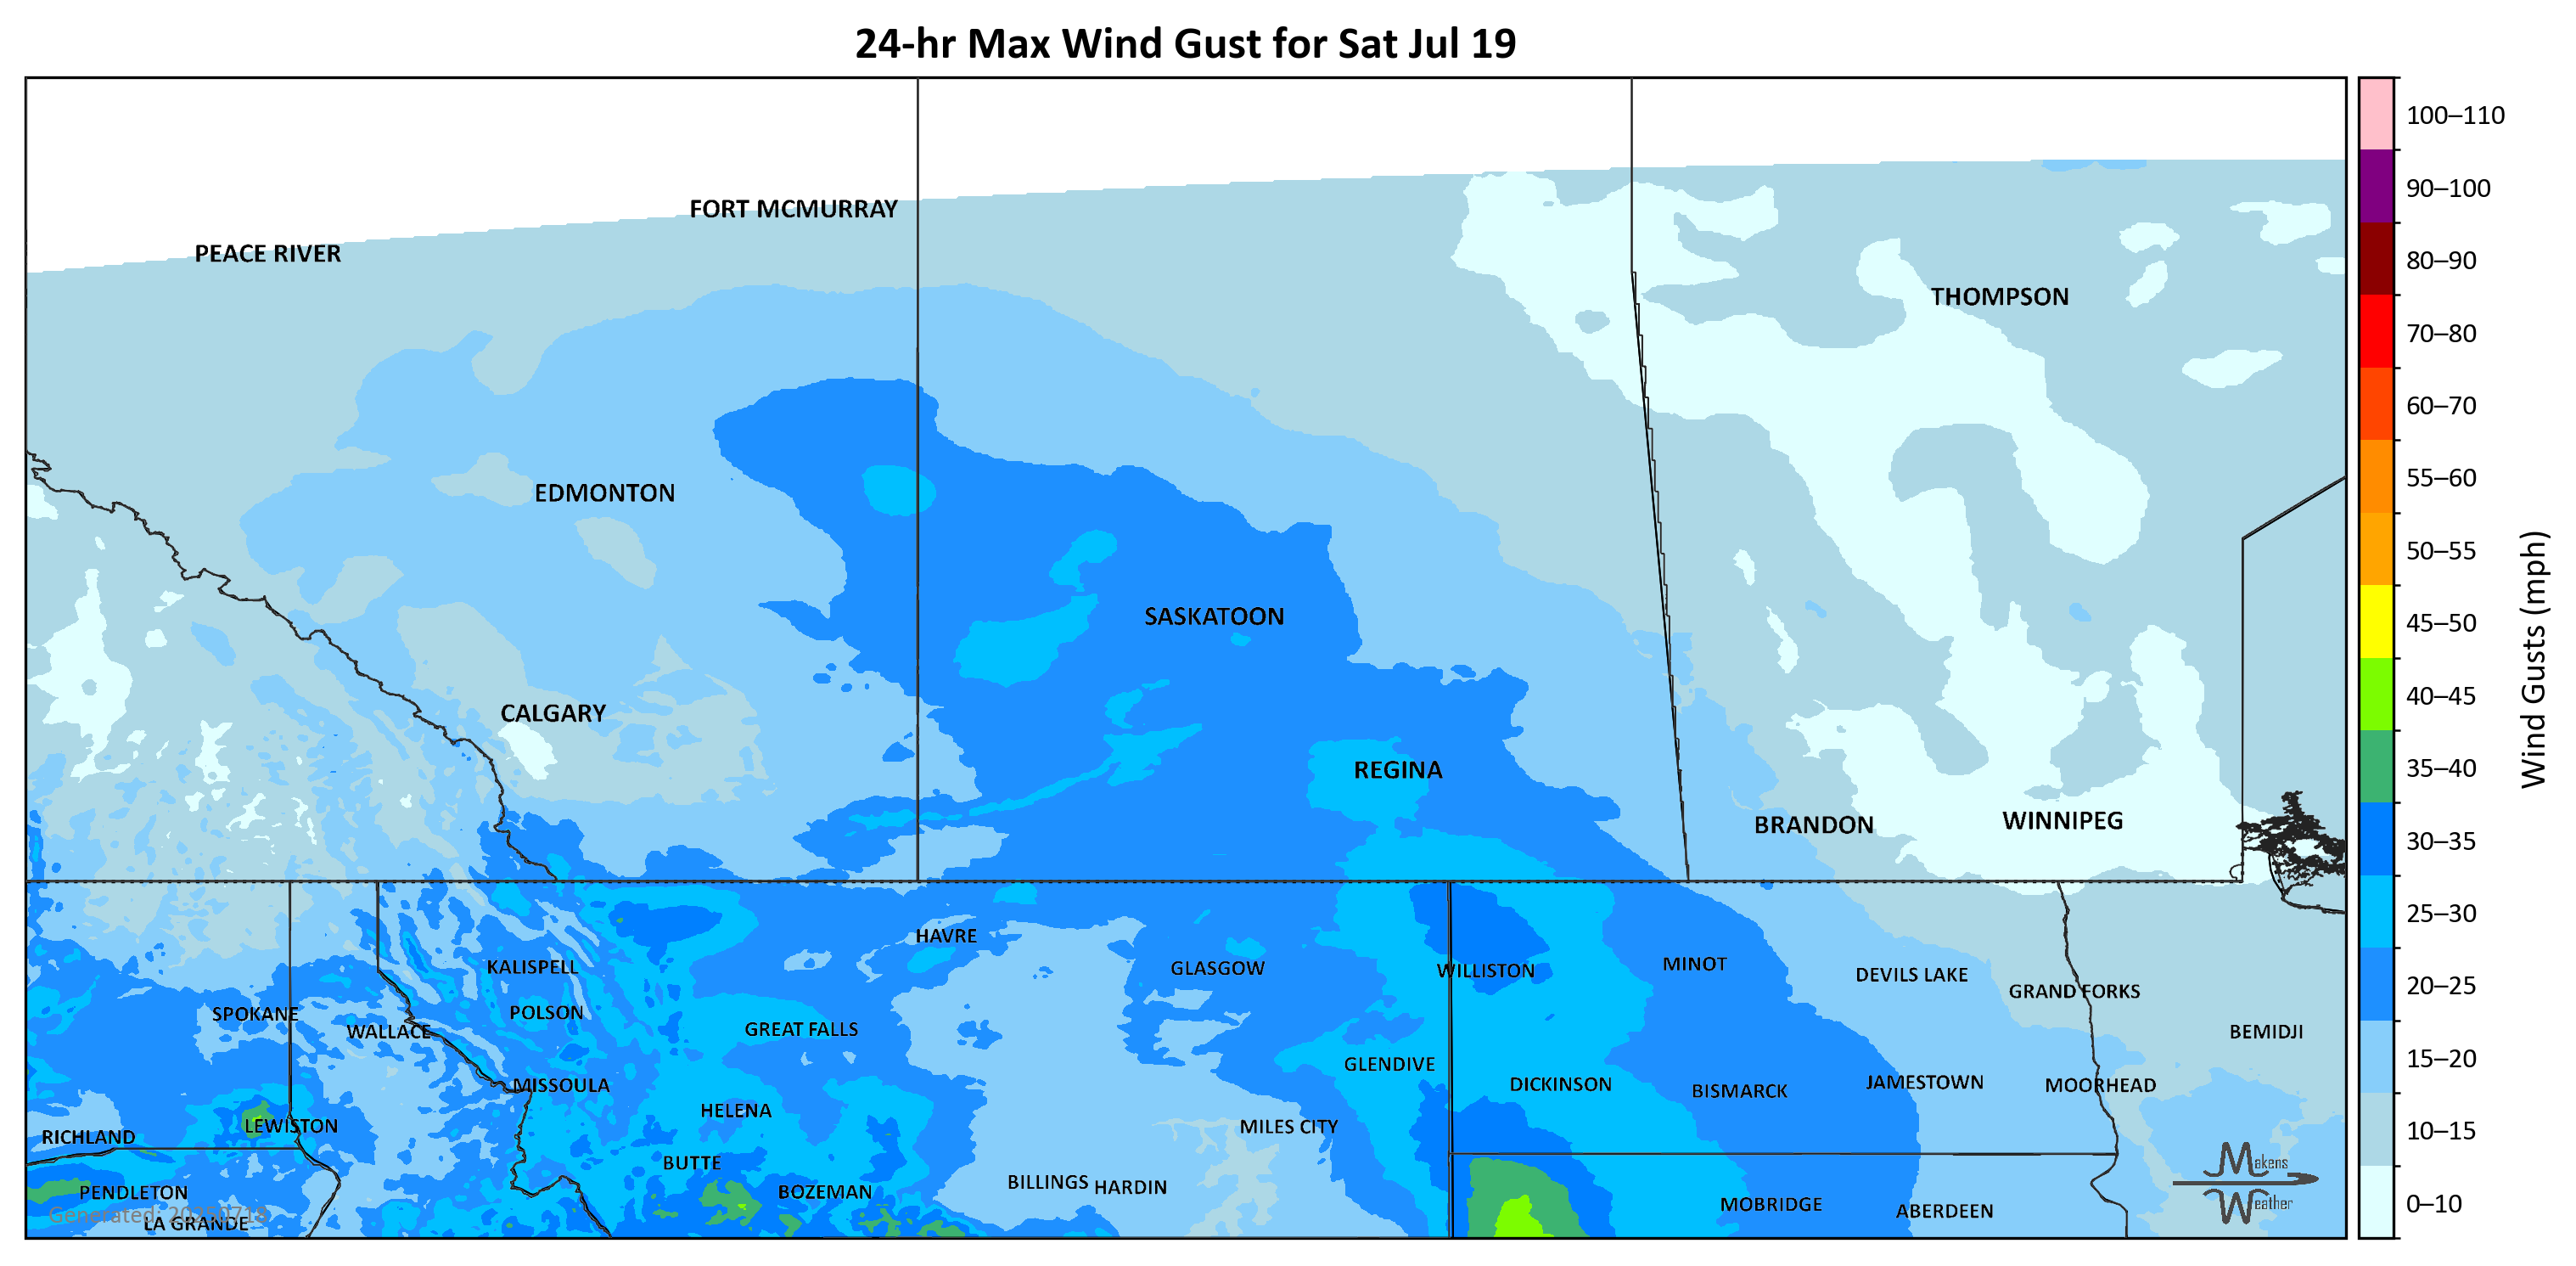 24-hr Max Wind Gust for Sat Jul 19
100–110
FORT MCMURRAY
90–100
PEACE RIVER
80–90
THOMPSON
70–80
60–70
EDMONTON
55–60
50–55
SASKATOON
45–50
CALGARY
40–45
Wind Gusts (mph)
REGINA
35–40
WINNIPEG
BRANDON
30–35
25–30
HAVRE
MINOT
KALISPELL
GLASGOW
WILLISTON
DEVILS LAKE
20–25
GRAND FORKS
POLSON
SPOKANE
GREAT FALLS
WALLACE
BEMIDJI
15–20
GLENDIVE
MISSOULA
DICKINSON
JAMESTOWN
MOORHEAD
BISMARCK
HELENA
LEWISTON
MILES CITY
10–15
RICHLAND
BUTTE
Makens
BILLINGS
HARDIN
PENDLETON
BOZEMAN
Weather
MOBRIDGE
0–10
ABERDEEN
Generated: 20250718
LA GRANDE